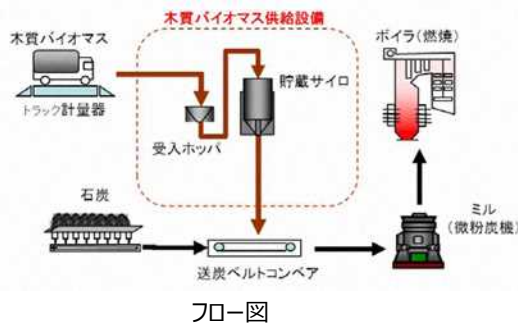 木質バイオマス供給設備
木質バイオマス
トラック計量器
受入ホッパ
貯蔵サイロ
ボイラ(燃焼)
石炭
送炭ベルトコンベア
ミル
(微粉炭機)
フロー図